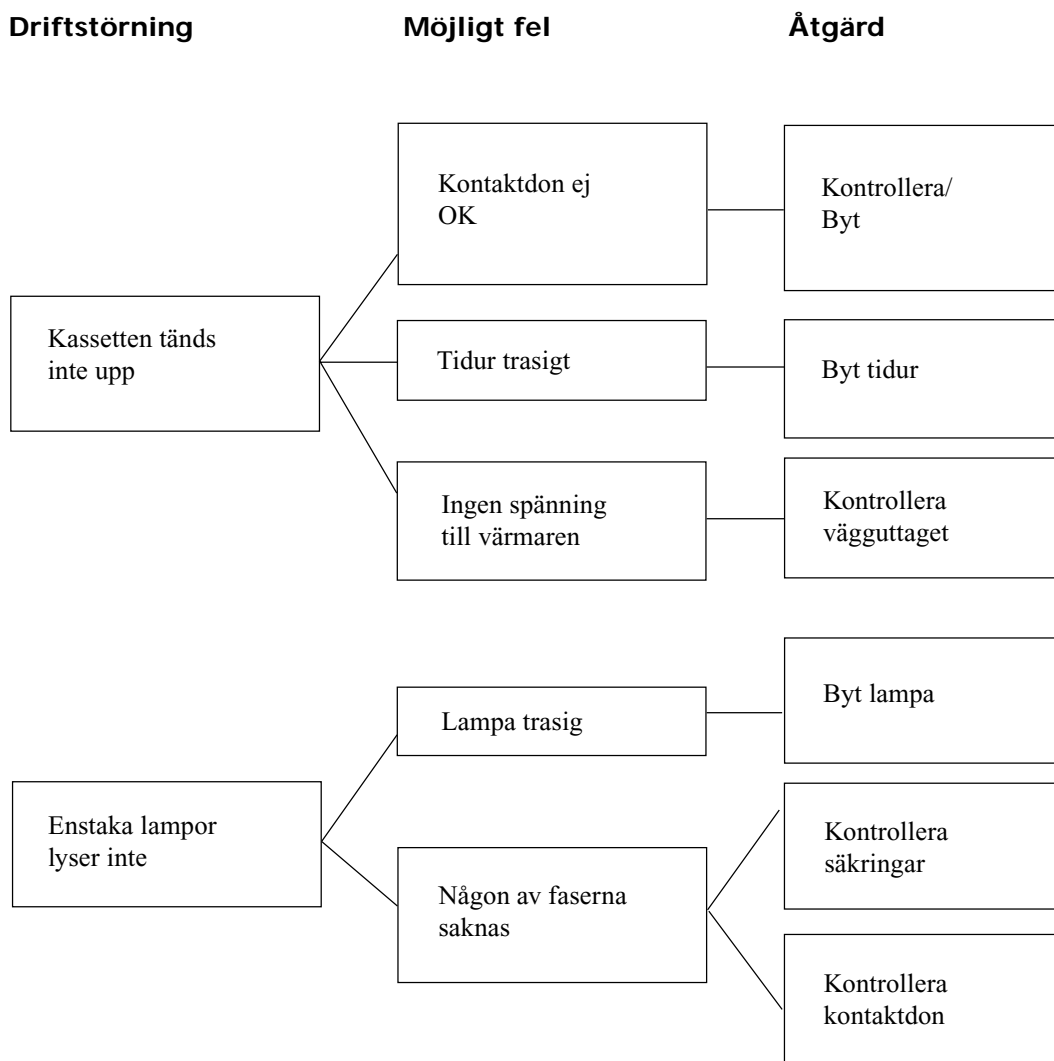 Driftstörning
Möjligt fel
Åtgärd
Kontaktdon ej
OK
Kontrollera/
Byt
Kassetten tänds
inte upp
Tidur trasigt
Byt tidur
Ingen spänning
till värmaren
Kontrollera
vägguttaget
Lampa trasig
Byt lampa
Enstaka lampor
lyser inte
Någon av faserna
saknas
Kontrollera
säkringar
Kontrollera
kontaktdon